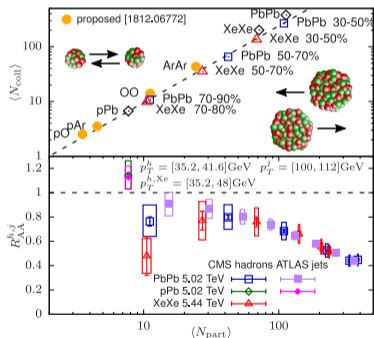 proposed [1812.06772]
PbPb
XeXe
PbPb 30-50%
XeXe 30-50%
ArAr
PbPb 50-70%
XeXe 50-70%
OO
PbPb 70-90%
XeXe 70-80%
pPb
pAr
pO
⟨N_coll⟩
100
10
1
p_T^h = [35.2, 41.6]GeV p_T^j = [100, 112]GeV
p_T^{h,Xe} = [35.2, 48]GeV
R_AA^{h,j}
1.2
1
0.8
0.6
0.4
0.2
0
CMS hadrons ATLAS jets
PbPb 5.02 TeV
pPb 5.02 TeV
XeXe 5.44 TeV
10
100
⟨N_part⟩